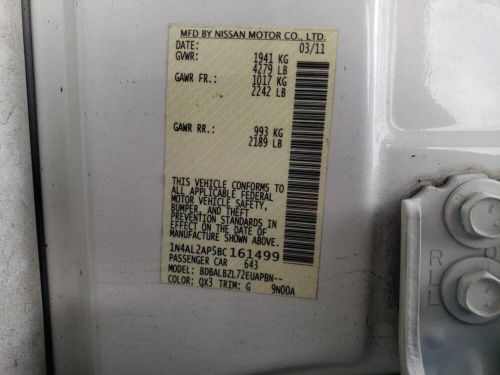 MFD BY NISSAN MOTOR CO., LTD.
DATE: 03/11
GVWR: 1941 KG
4279 LB
GAWR FR.: 1017 KG
2242 LB
GAWR RR.: 993 KG
2189 LB
THIS VEHICLE CONFORMS TO
ALL APPLICABLE FEDERAL
MOTOR VEHICLE SAFETY,
BUMPER, AND THEFT
PREVENTION STANDARDS IN
EFFECT ON THE DATE OF
MANUFACTURE SHOWN ABOVE.
1N4AL2AP5BC161499
PASSENGER CAR 643
MODEL: BDBALBZL72EUAPBN--
COLOR: QX3 TRIM: G 9N00A
R
L
R
L